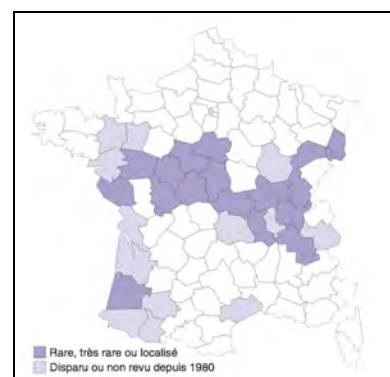 Rare, très rare ou localisé
Disparu ou non revu depuis 1980